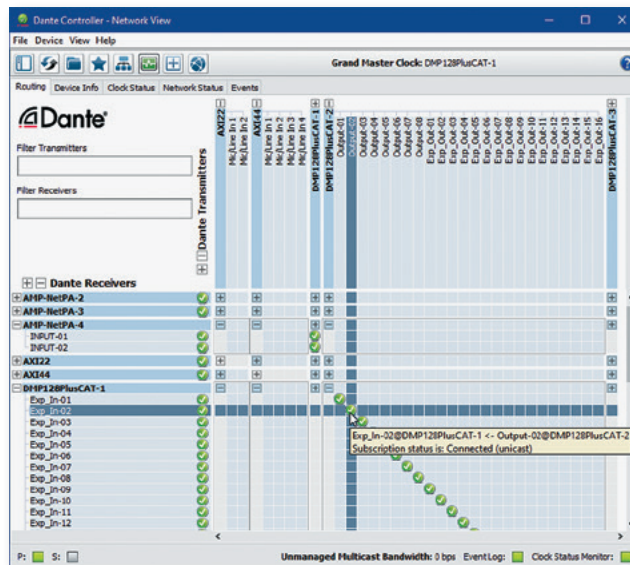 Dante Controller - Network View
File Device View Help
Grand Master Clock: DMP128PlusCAT-1
?
Routing Device Info Clock Status Network Status Events
Dante®
Filter Transmitters
Filter Receivers
Dante Transmitters
AXI22
Mic/Line In 1
Mic/Line In 2
AXI44
Mic/Line In 1
Mic/Line In 2
Mic/Line In 3
Mic/Line In 4
DMP128PlusCAT-1
DMP128PlusCAT-2
Output-01
Output-02
Output-03
Output-04
Output-05
Output-06
Output-07
Output-08
Exp_Out-01
Exp_Out-02
Exp_Out-03
Exp_Out-04
Exp_Out-05
Exp_Out-06
Exp_Out-07
Exp_Out-08
Exp_Out-09
Exp_Out-10
Exp_Out-11
Exp_Out-12
Exp_Out-13
Exp_Out-14
Exp_Out-15
Exp_Out-16
DMP128PlusCAT-3
Dante Receivers
AMP-NetPA-2
AMP-NetPA-3
AMP-NetPA-4
INPUT-01
INPUT-02
AXI22
AXI44
DMP128PlusCAT-1
Exp_In-01
Exp_In-02
Exp_In-03
Exp_In-04
Exp_In-05
Exp_In-06
Exp_In-07
Exp_In-08
Exp_In-09
Exp_In-10
Exp_In-11
Exp_In-12
Exp_In-02@DMP128PlusCAT-1 <- Output-02@DMP128PlusCAT-2
Subscription status is: Connected (unicast)
P: S: Unmanaged Multicast Bandwidth: 0 bps Event Log: Clock Status Monitor: